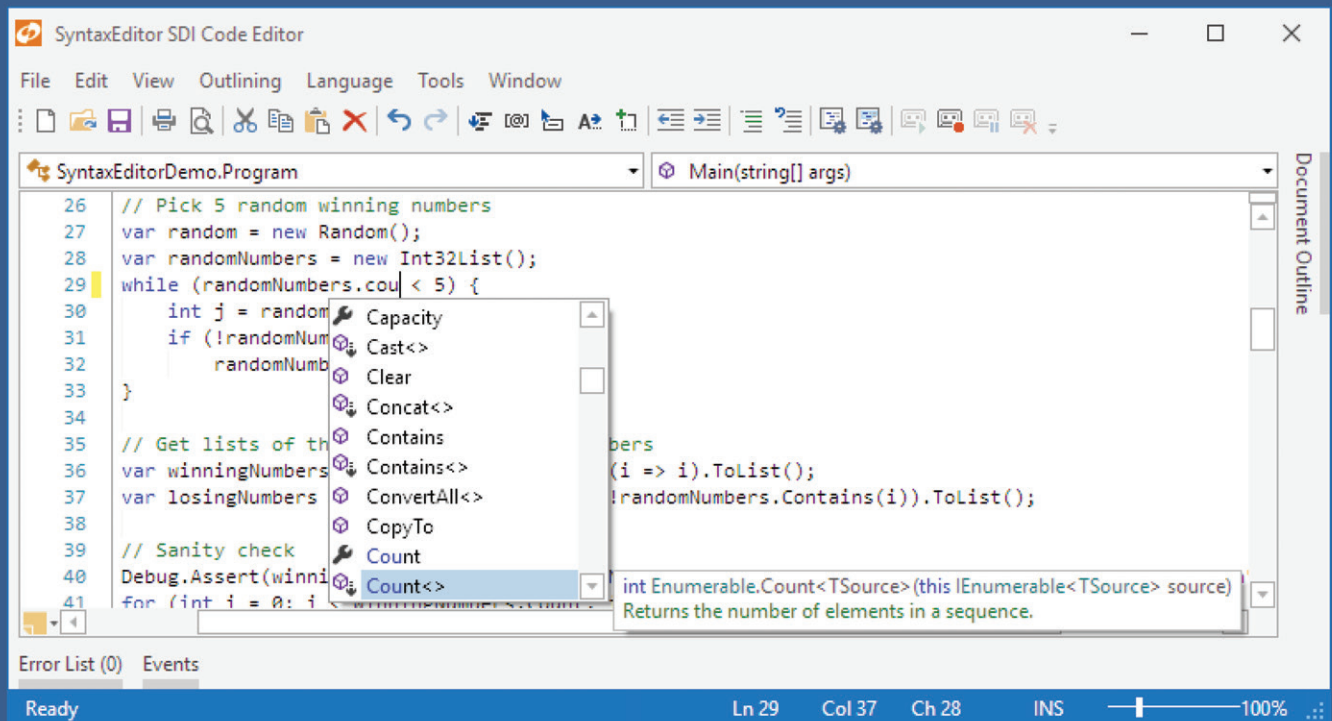 SyntaxEditor SDI Code Editor
File Edit View Outlining Language Tools Window
SyntaxEditorDemo.Program Main(string[] args)
Document Outline
26 // Pick 5 random winning numbers
27 var random = new Random();
28 var randomNumbers = new Int32List();
29 while (randomNumbers.cou < 5) {
30 int j = random
31 if (!randomNum
32 randomNumb
33 }
34
35 // Get lists of th bers
36 var winningNumbers (i => i).ToList();
37 var losingNumbers !randomNumbers.Contains(i)).ToList();
38
39 // Sanity check
40 Debug.Assert(winni
41 for (int i = 0; i <
Capacity
Cast<>
Clear
Concat<>
Contains
Contains<>
ConvertAll<>
CopyTo
Count
Count<>
int Enumerable.Count<TSource>(this IEnumerable<TSource> source)
Returns the number of elements in a sequence.
Error List (0) Events
Ready Ln 29 Col 37 Ch 28 INS 100%